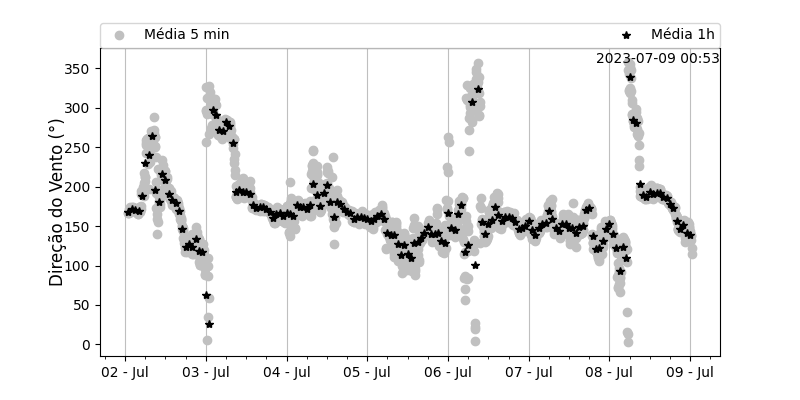 Média 5 min
Média 1h
2023-07-09 00:53
Direção do Vento (°)
350
300
250
200
150
100
50
0
02 - Jul
03 - Jul
04 - Jul
05 - Jul
06 - Jul
07 - Jul
08 - Jul
09 - Jul